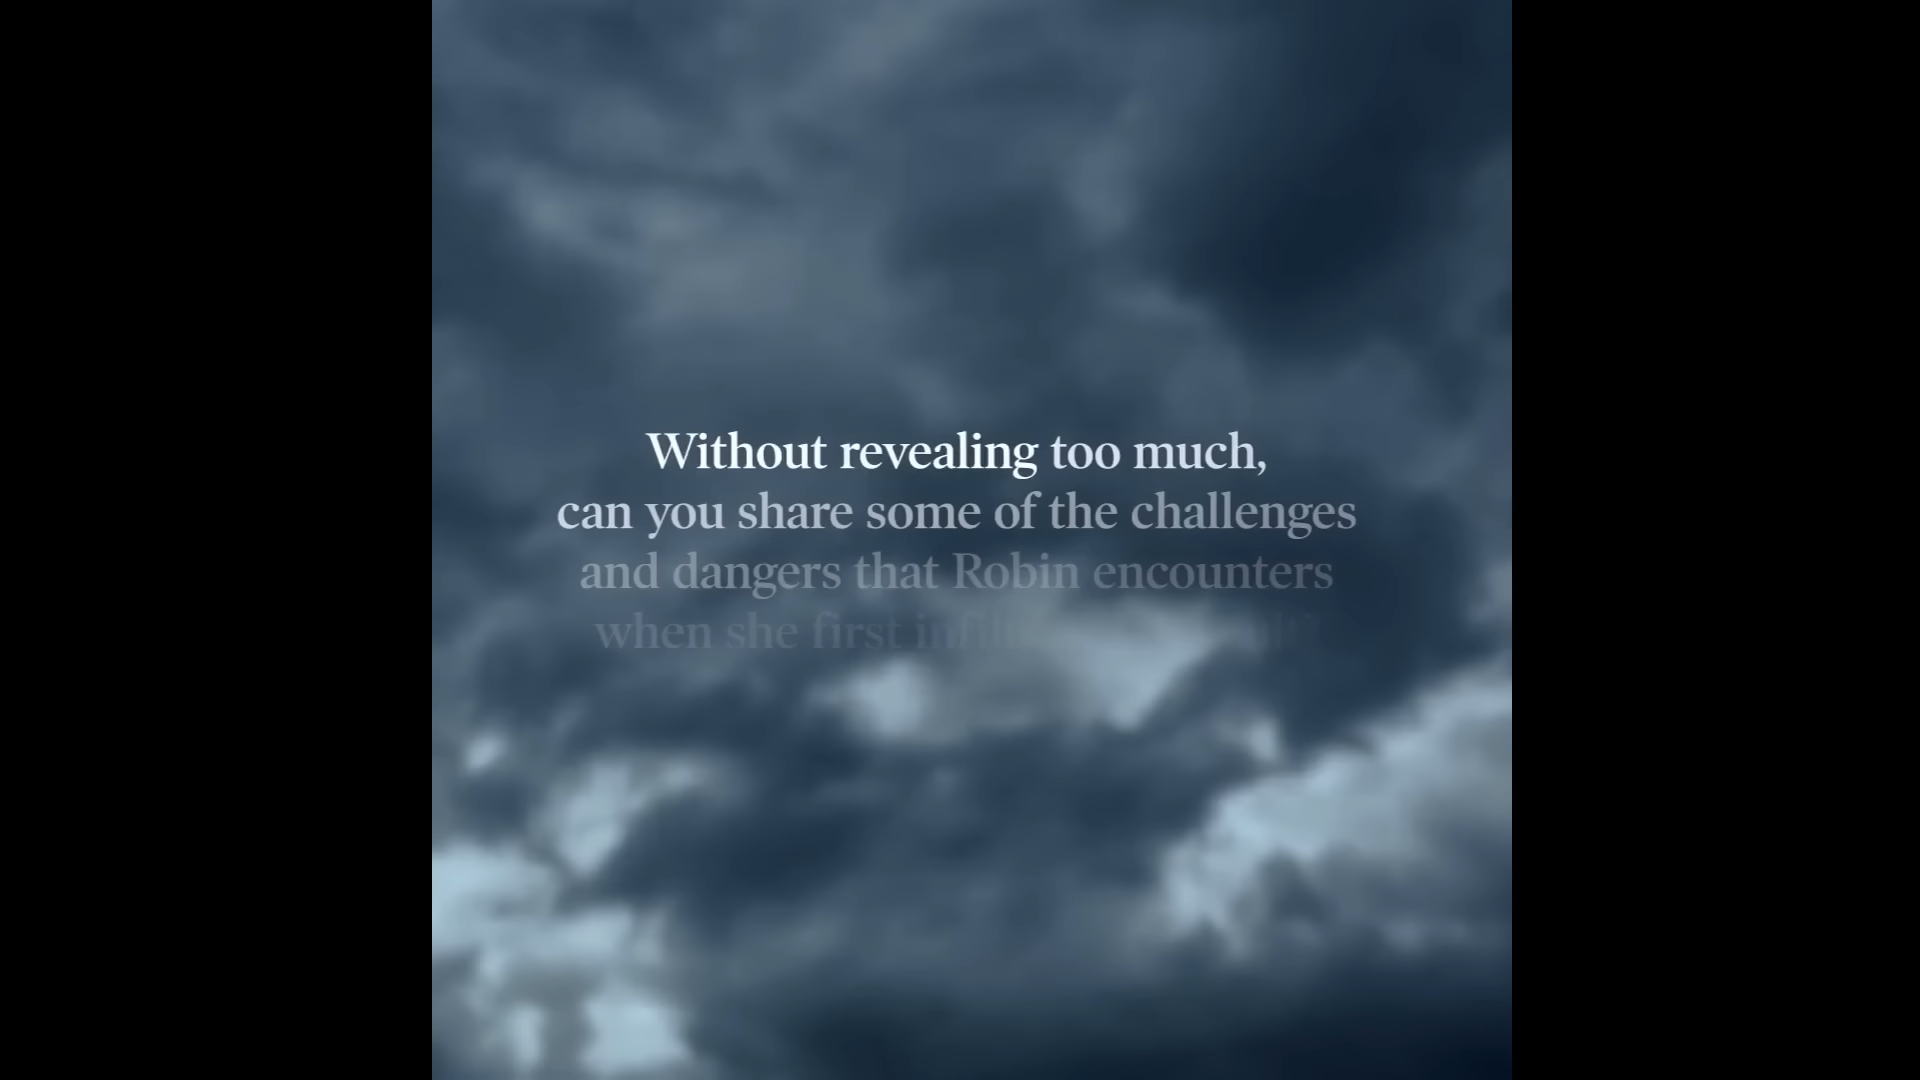 Without revealing too much,
can you share some of the challenges
and dangers that Robin encounters
when she first